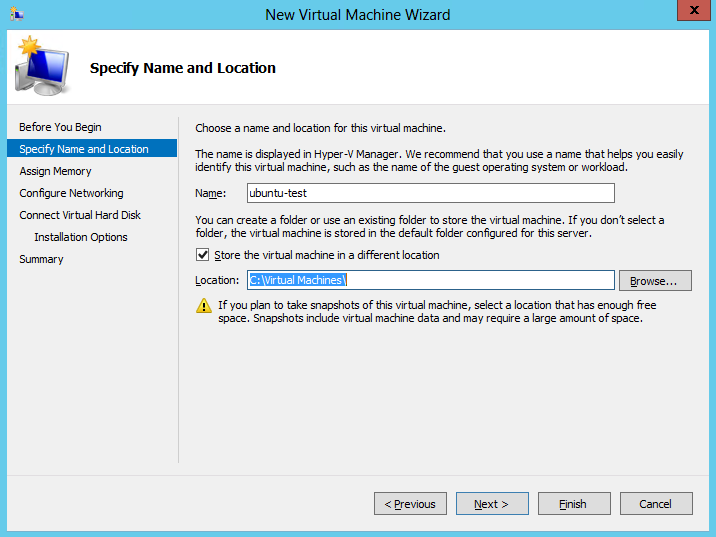 New Virtual Machine Wizard
x
Specify Name and Location
Before You Begin
Specify Name and Location
Assign Memory
Configure Networking
Connect Virtual Hard Disk
Installation Options
Summary
Choose a name and location for this virtual machine.
The name is displayed in Hyper-V Manager. We recommend that you use a name that helps you easily
identify this virtual machine, such as the name of the guest operating system or workload.
Name: ubuntu-test
You can create a folder or use an existing folder to store the virtual machine. If you don't select a
folder, the virtual machine is stored in the default folder configured for this server.
Store the virtual machine in a different location
Location: C:\Virtual Machines\ Browse...
If you plan to take snapshots of this virtual machine, select a location that has enough free
space. Snapshots include virtual machine data and may require a large amount of space.
< Previous Next > Finish Cancel